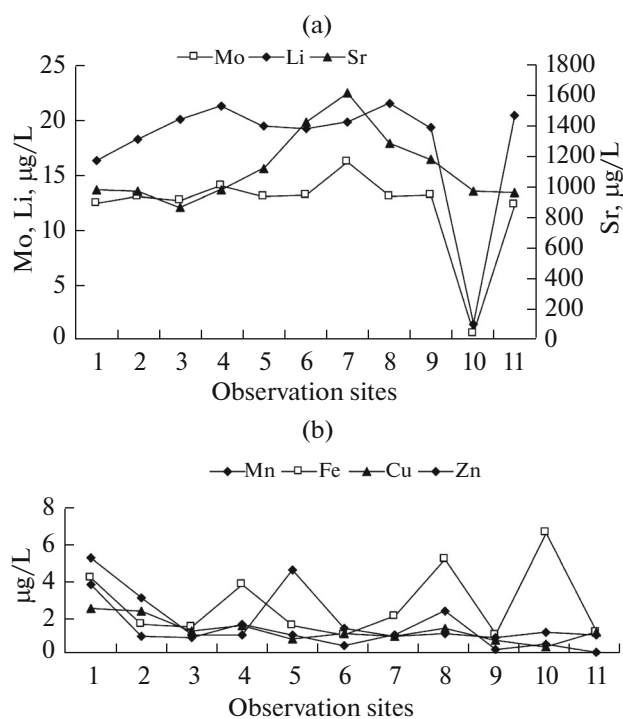 (a)
Mo Li Sr
25
20
15
10
5
0
Mo, Li, µg/L
1800
1600
1400
1200
1000
800
600
400
200
0
Sr, µg/L
1 2 3 4 5 6 7 8 9 10 11
Observation sites
(b)
Mn Fe Cu Zn
8
6
4
2
0
µg/L
1 2 3 4 5 6 7 8 9 10 11
Observation sites